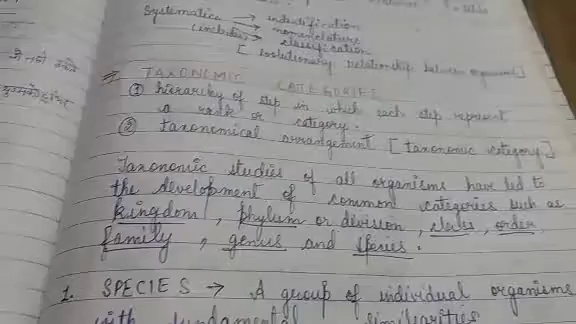 Systematics → identification
(includes) → nomenclature
→ classification
[evolutionary relationship between organisms]
TAXONOMIC CATEGORIES
① hierarchy of step in which each step represent
a rank or category.
② taxonomical arrangement [taxonomic category]
Taxonomic studies of all organisms have led to
the development of common categories such as
kingdom, phylum or division, class, order,
family, genus and species.
1. SPECIES → A group of individual organisms
with fundamental similarities